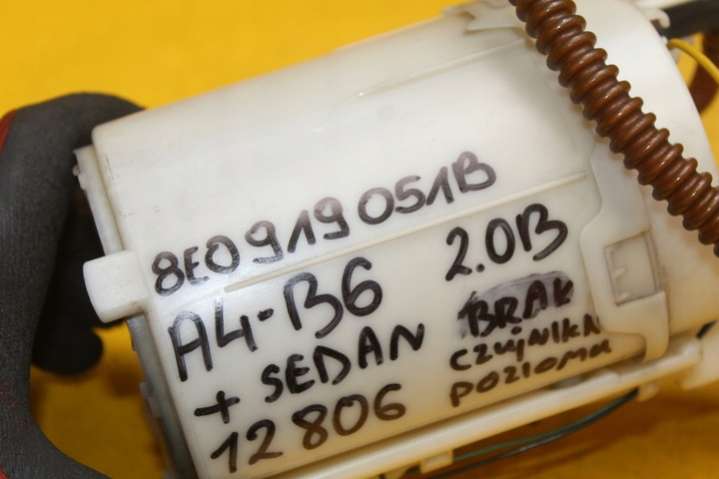 8E0919051B
A4-B6 2.0B
+ SEDAN BRAK
czujnika
12806 poziomu